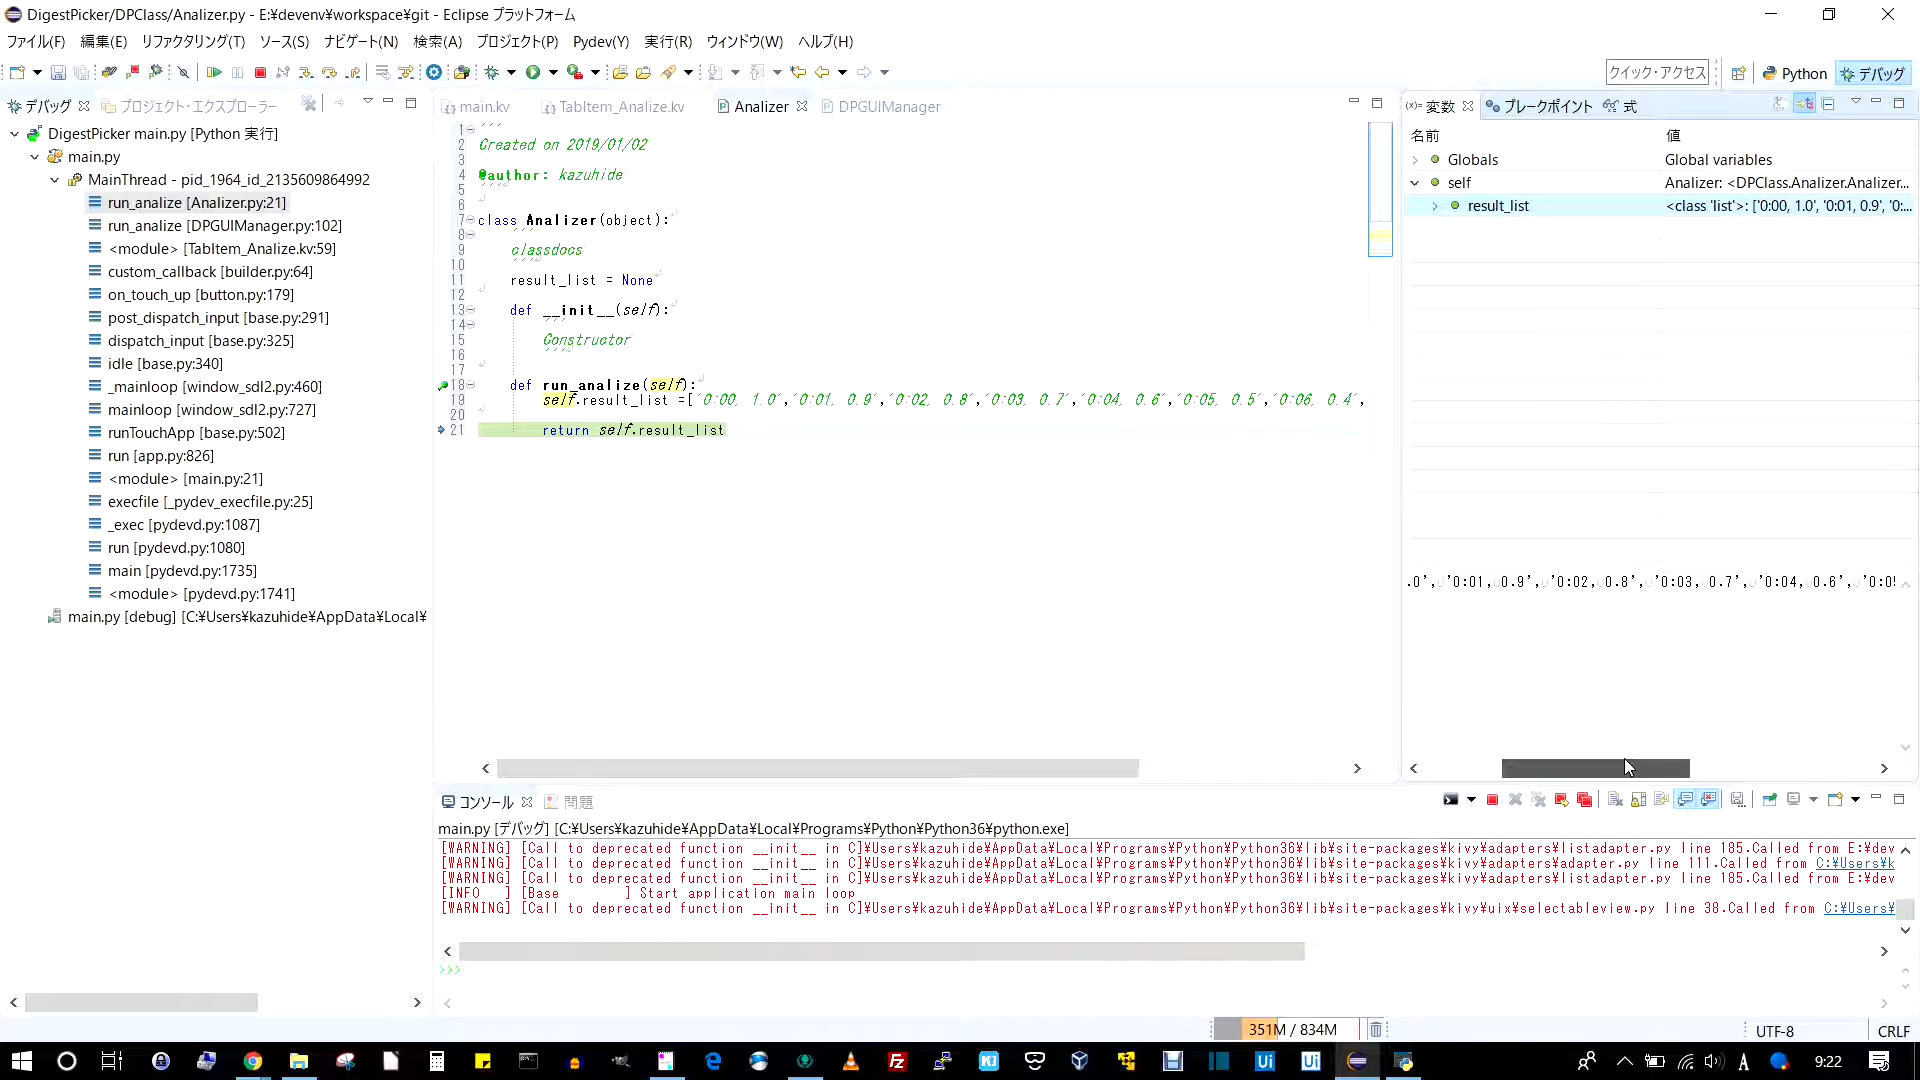 DigestPicker/DPClass/Analizer.py - E:¥devenv¥workspace¥git - Eclipse プラットフォーム
ファイル(F) 編集(E) リファクタリング(T) ソース(S) ナビゲート(N) 検索(A) プロジェクト(P) Pydev(Y) 実行(R) ウィンドウ(W) ヘルプ(H)
クイック・アクセス Python デバッグ
デバッグ プロジェクト・エクスプローラー
DigestPicker main.py [Python 実行]
main.py
MainThread - pid_1964_id_2135609864992
run_analize [Analizer.py:21]
run_analize [DPGUIManager.py:102]
<module> [TabItem_Analize.kv:59]
custom_callback [builder.py:64]
on_touch_up [button.py:179]
post_dispatch_input [base.py:291]
dispatch_input [base.py:325]
idle [base.py:340]
_mainloop [window_sdl2.py:460]
mainloop [window_sdl2.py:727]
runTouchApp [base.py:502]
run [app.py:826]
<module> [main.py:21]
execfile [_pydev_execfile.py:25]
_exec [pydevd.py:1087]
run [pydevd.py:1080]
main [pydevd.py:1735]
<module> [pydevd.py:1741]
main.py [debug] [C:¥Users¥kazuhide¥AppData¥Local¥
main.kv TabItem_Analize.kv Analizer DPGUIManager
1 '''
2 Created on 2019/01/02
3
4 @author: kazuhide
5 '''
6
7 class Analizer(object):
8 '''
9 classdocs
10 '''
11 result_list = None
12
13 def __init__(self):
14 '''
15 Constructor
16 '''
17
18 def run_analize(self):
19 self.result_list =['0:00, 1.0','0:01, 0.9','0:02, 0.8','0:03, 0.7','0:04, 0.6','0:05, 0.5','0:06, 0.4',
20
21 return self.result_list
変数 ブレークポイント 式
名前 値
Globals Global variables
self Analizer: <DPClass.Analizer.Analizer...
result_list <class 'list'>: ['0:00, 1.0', '0:01, 0.9', '0:...
.0', '0:01, 0.9', '0:02, 0.8', '0:03, 0.7', '0:04, 0.6', '0:05
コンソール 問題
main.py [デバッグ] [C:¥Users¥kazuhide¥AppData¥Local¥Programs¥Python¥Python36¥python.exe]
[WARNING] [Call to deprecated function __init__ in C]¥Users¥kazuhide¥AppData¥Local¥Programs¥Python¥Python36¥lib¥site-packages¥kivy¥adapters¥listadapter.py line 185.Called from E:¥dev
[WARNING] [Call to deprecated function __init__ in C]¥Users¥kazuhide¥AppData¥Local¥Programs¥Python¥Python36¥lib¥site-packages¥kivy¥adapters¥adapter.py line 111.Called from C:¥Users¥k
[WARNING] [Call to deprecated function __init__ in C]¥Users¥kazuhide¥AppData¥Local¥Programs¥Python¥Python36¥lib¥site-packages¥kivy¥adapters¥listadapter.py line 185.Called from E:¥dev
[INFO ] [Base ] Start application main loop
[WARNING] [Call to deprecated function __init__ in C]¥Users¥kazuhide¥AppData¥Local¥Programs¥Python¥Python36¥lib¥site-packages¥kivy¥uix¥selectableview.py line 38.Called from C:¥Users¥
>>>
351M / 834M UTF-8 CRLF
9:22